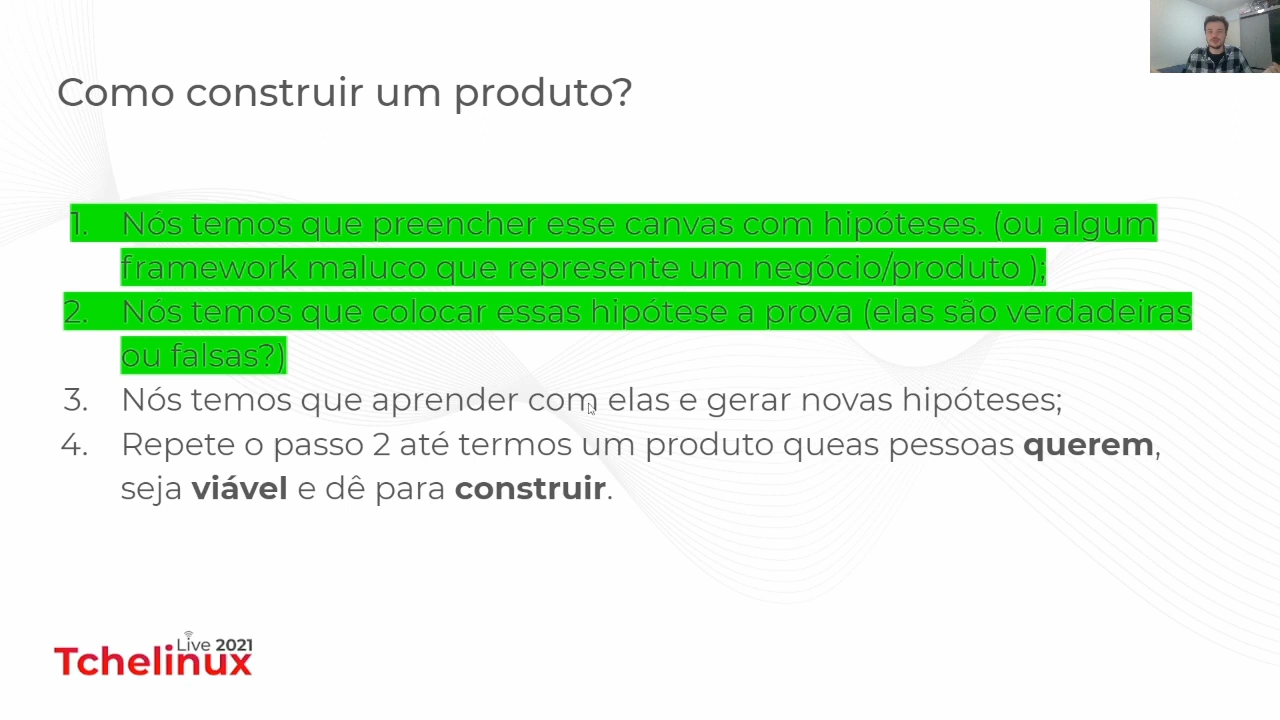 Como construir um produto?
1. Nós temos que preencher esse canvas com hipóteses. (ou algum
framework maluco que represente um negócio/produto );
2. Nós temos que colocar essas hipótese a prova (elas são verdadeiras
ou falsas?)
3. Nós temos que aprender com elas e gerar novas hipóteses;
4. Repete o passo 2 até termos um produto queas pessoas querem,
seja viável e dê para construir.
Live 2021
Tchelinux